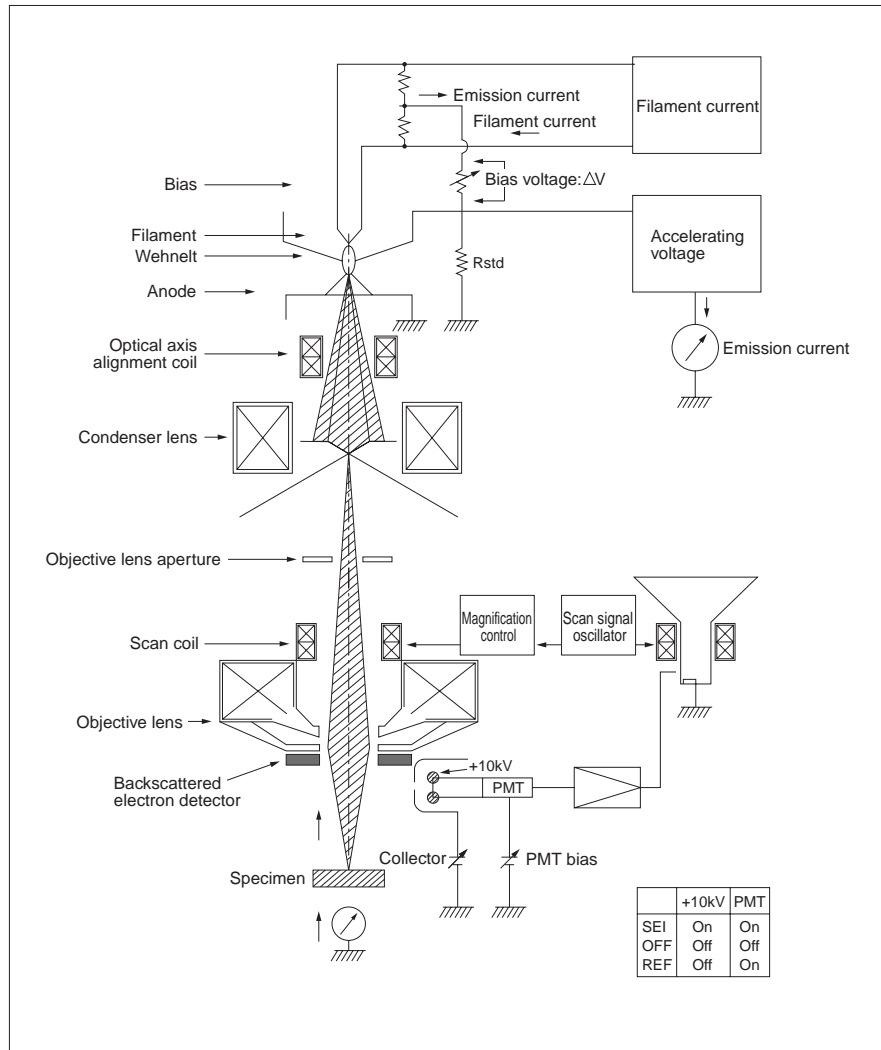 Emission current
Filament current
Filament current
Bias
Bias voltage:ΔV
Filament
Wehnelt
Accelerating
voltage
Rstd
Anode
Optical axis
alignment coil
Emission current
Condenser lens
Objective lens aperture
Magnification
control
Scan signal
oscillator
Scan coil
Objective lens
+10kV
PMT
Backscattered
electron detector
Collector
PMT bias
Specimen
+10kV PMT
SEI On On
OFF Off Off
REF Off On